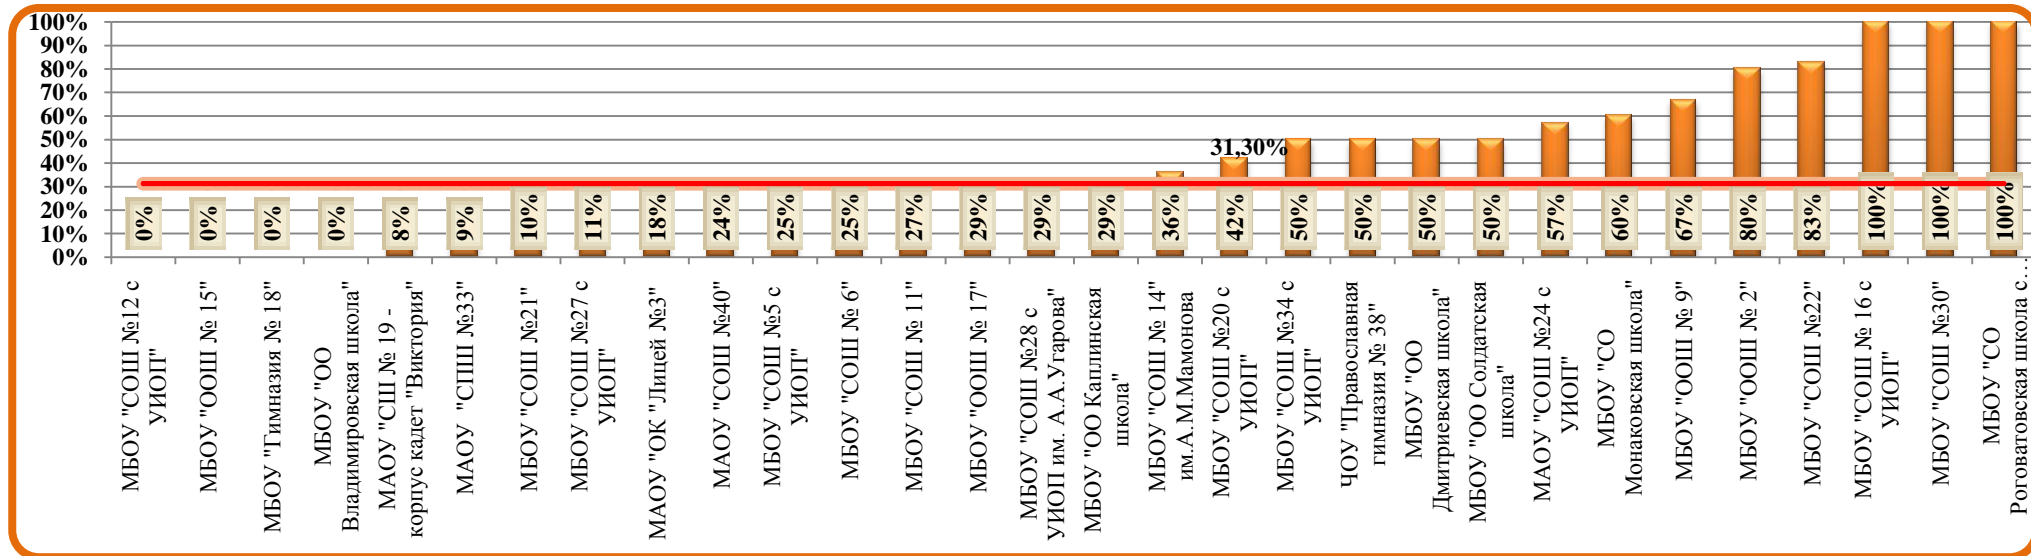 100%
90%
80%
70%
60%
50%
40%
30%
20%
10%
0%
31,30%
0%
0%
0%
0%
8%
9%
10%
11%
18%
24%
25%
25%
27%
29%
29%
29%
36%
42%
50%
50%
50%
50%
57%
60%
67%
80%
83%
100%
100%
100%
МБОУ "СОШ №12 с
УИОП"
МБОУ "ООШ № 15"
МБОУ "Гимназия № 18"
МБОУ "ОО
Владимировская школа"
МАОУ "СШ № 19 -
корпус кадет "Виктория"
МАОУ "СПШ №33"
МБОУ "СОШ №21"
МБОУ "СОШ №27 с
УИОП"
МАОУ "ОК "Лицей №3"
МАОУ "СОШ №40"
МБОУ "СОШ №5 с
УИОП"
МБОУ "СОШ № 6"
МБОУ "СОШ № 11"
МБОУ "ООШ № 17"
МБОУ "СОШ №28 с
УИОП им. А.А.Угарова"
МБОУ "ОО Каплинская
школа"
МБОУ "СОШ № 14"
им.А.М.Мамонова
МБОУ "СОШ №20 с
УИОП"
МБОУ "СОШ №34 с
УИОП"
ЧОУ "Православная
гимназия № 38"
МБОУ "ОО
Дмитриевская школа"
МБОУ "ОО Солдатская
школа"
МАОУ "СОШ №24 с
УИОП"
МБОУ "СО
Монаковская школа"
МБОУ "ООШ № 9"
МБОУ "ООШ № 2"
МБОУ "СОШ №22"
МБОУ "СОШ № 16 с
УИОП"
МБОУ "СОШ №30"
МБОУ "СО
Роговатовская школа с…